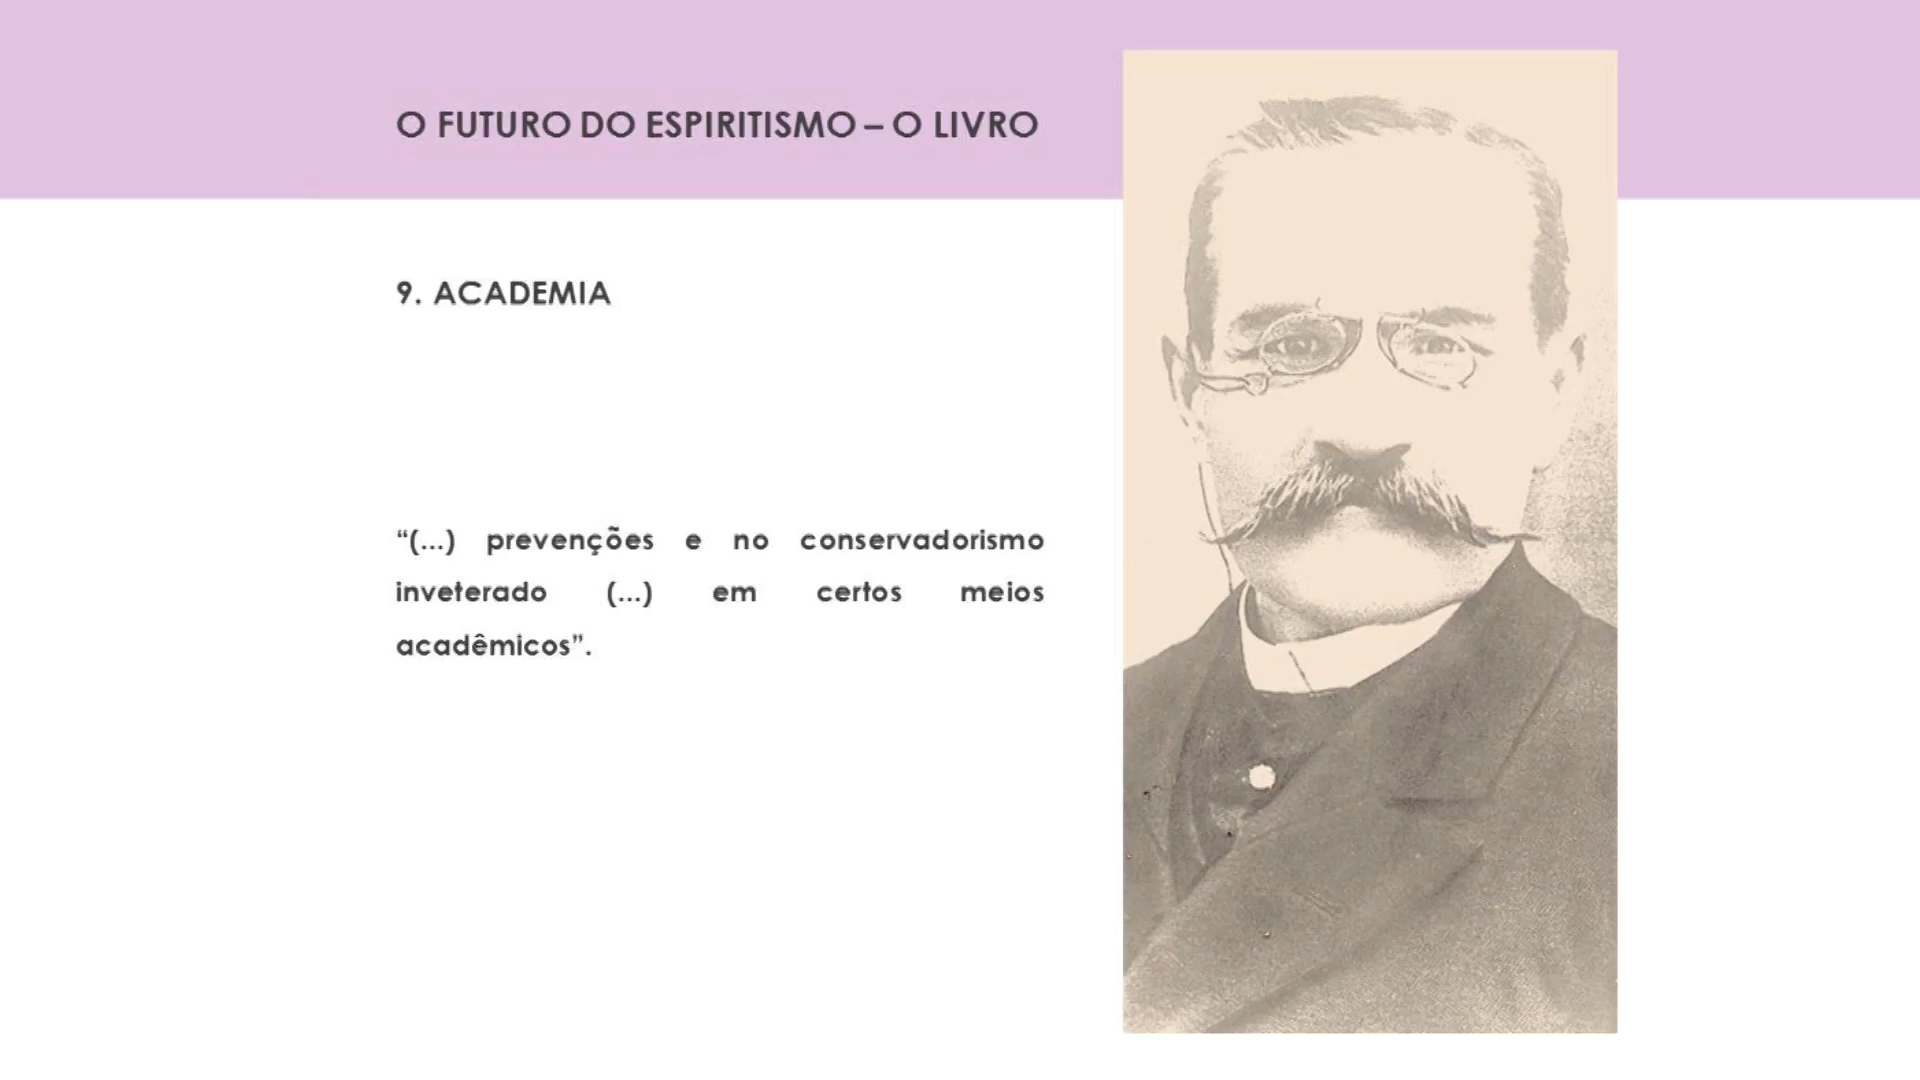 O FUTURO DO ESPIRITISMO – O LIVRO
9. ACADEMIA
“(...) prevenções e no conservadorismo
inveterado (...) em certos meios
acadêmicos”.